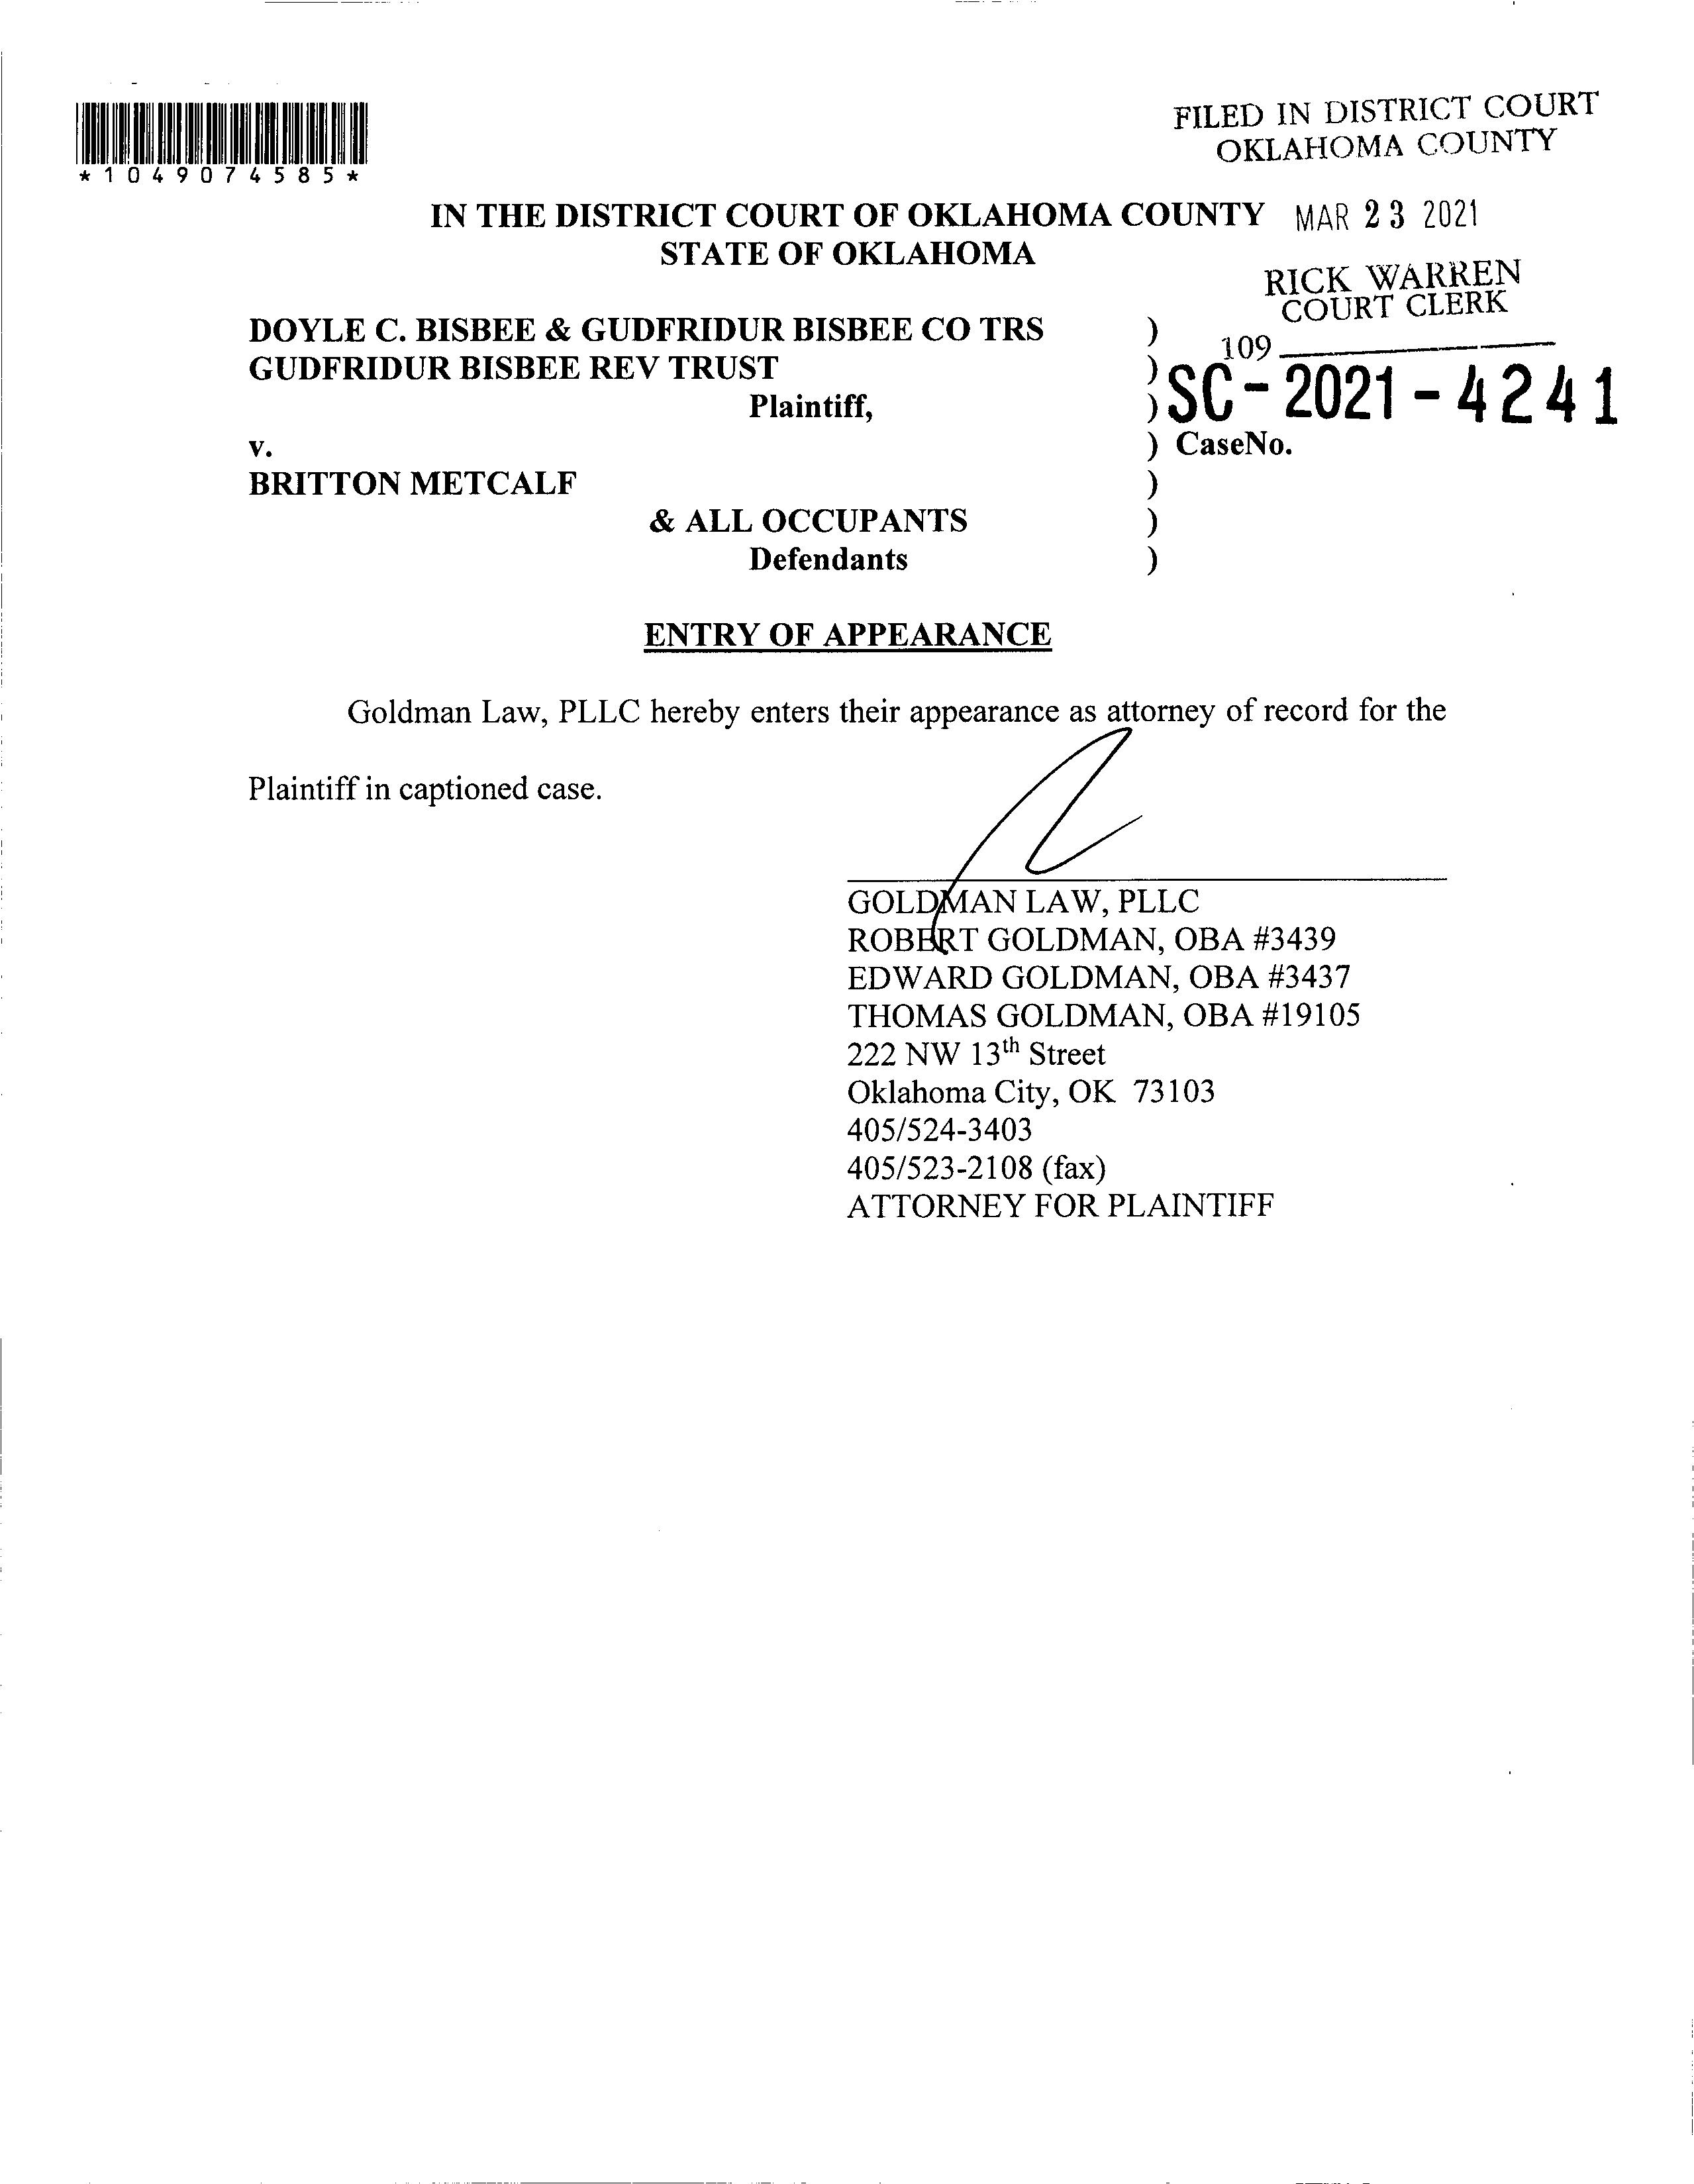 *1049074585*
FILED IN DISTRICT COURT
OKLAHOMA COUNTY
IN THE DISTRICT COURT OF OKLAHOMA COUNTY MAR 23 2021
STATE OF OKLAHOMA
RICK WARREN
COURT CLERK
109
DOYLE C. BISBEE & GUDFRIDUR BISBEE CO TRS )
GUDFRIDUR BISBEE REV TRUST )
Plaintiff, ) SC-2021-4241
v. ) CaseNo.
BRITTON METCALF )
& ALL OCCUPANTS )
Defendants )
ENTRY OF APPEARANCE
Goldman Law, PLLC hereby enters their appearance as attorney of record for the
Plaintiff in captioned case.
GOLDMAN LAW, PLLC
ROBERT GOLDMAN, OBA #3439
EDWARD GOLDMAN, OBA #3437
THOMAS GOLDMAN, OBA #19105
222 NW 13th Street
Oklahoma City, OK 73103
405/524-3403
405/523-2108 (fax)
ATTORNEY FOR PLAINTIFF